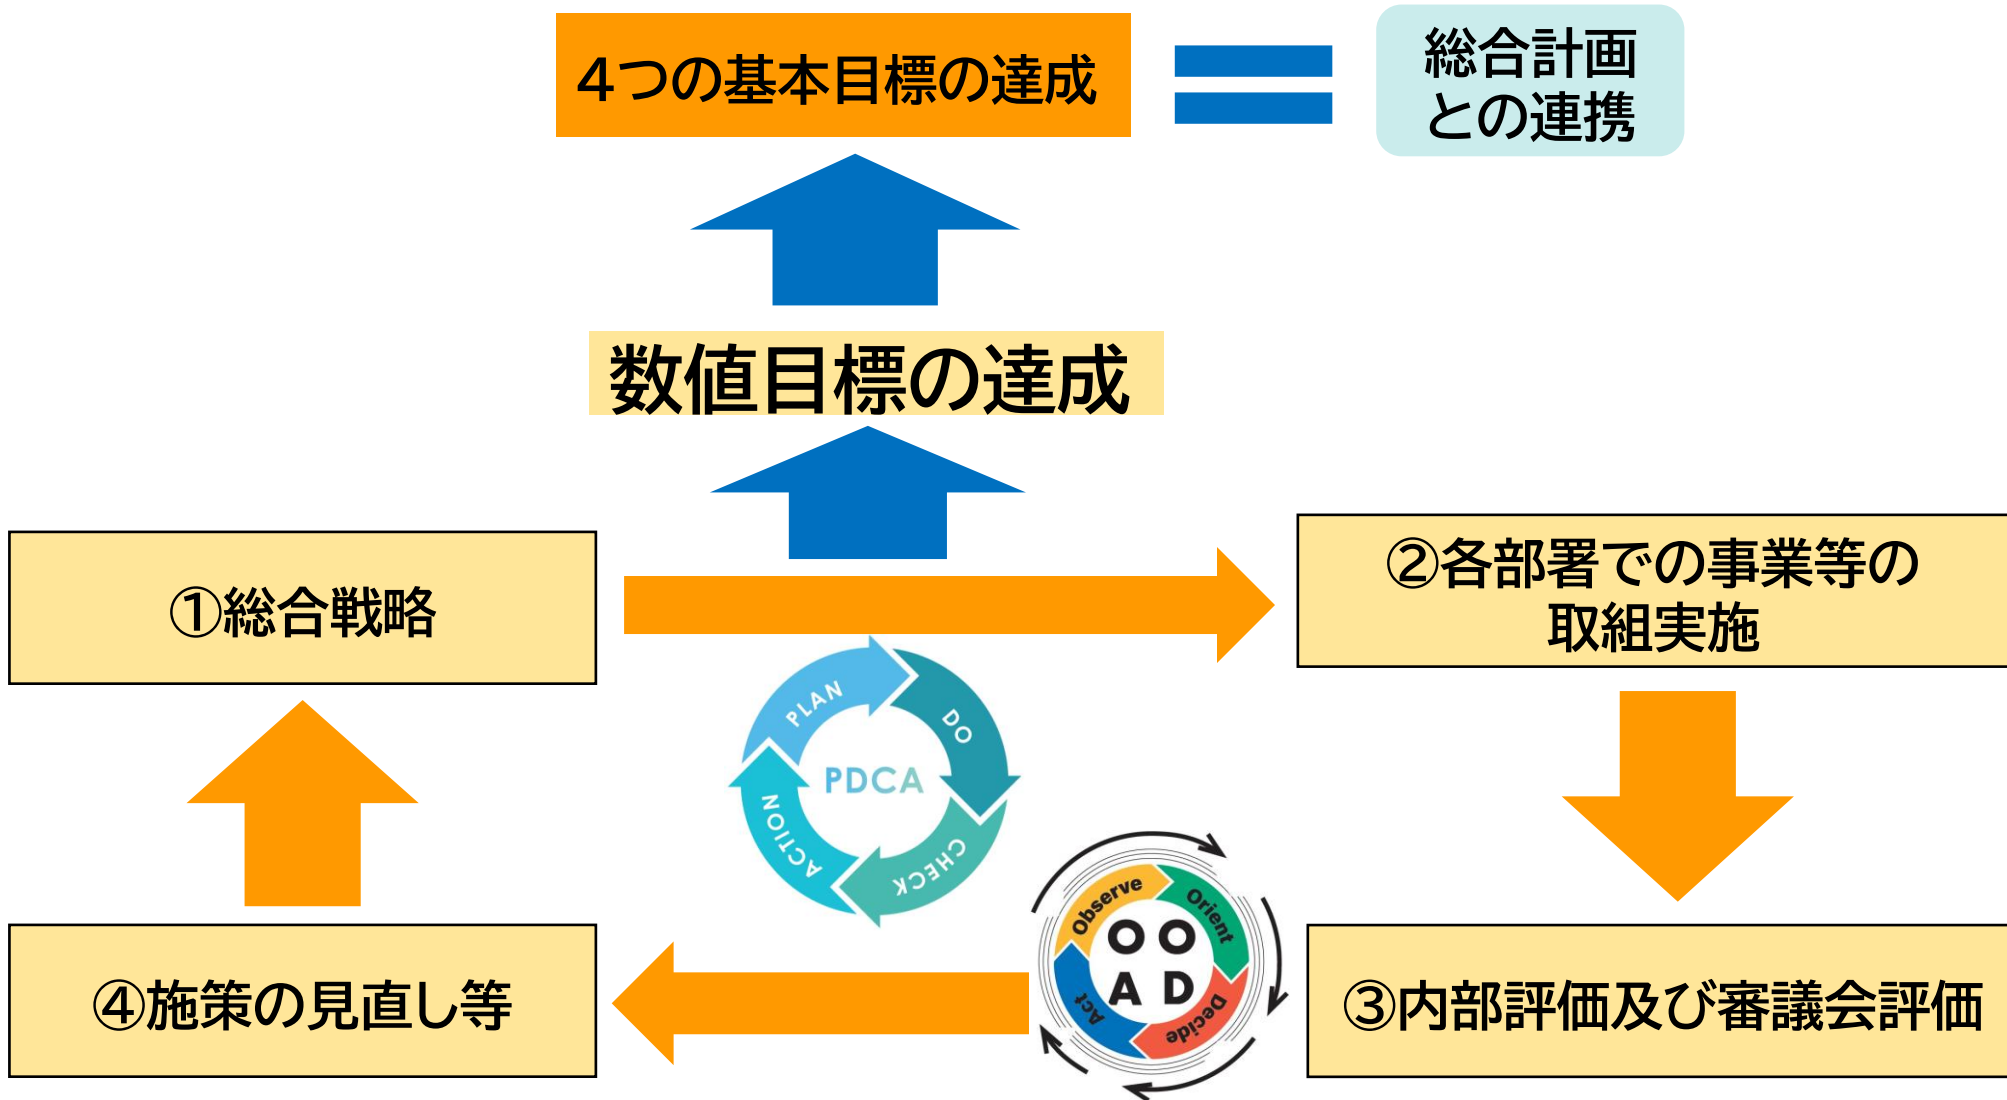 4つの基本目標の達成
総合計画
との連携
数値目標の達成
①総合戦略
②各部署での事業等の
取組実施
PLAN
DO
PDCA
ACTION
CHECK
Observe
Orient
OO
AD
Act
Decide
④施策の見直し等
③内部評価及び審議会評価